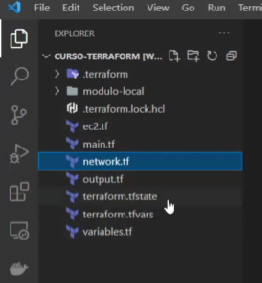 File Edit Selection View Go Run Termi
EXPLORER ...
CURSO-TERRAFORM [W...
.terraform
modulo-local
.terraform.lock.hcl
ec2.tf
main.tf
network.tf
output.tf
terraform.tfstate
terraform.tfvars
variables.tf